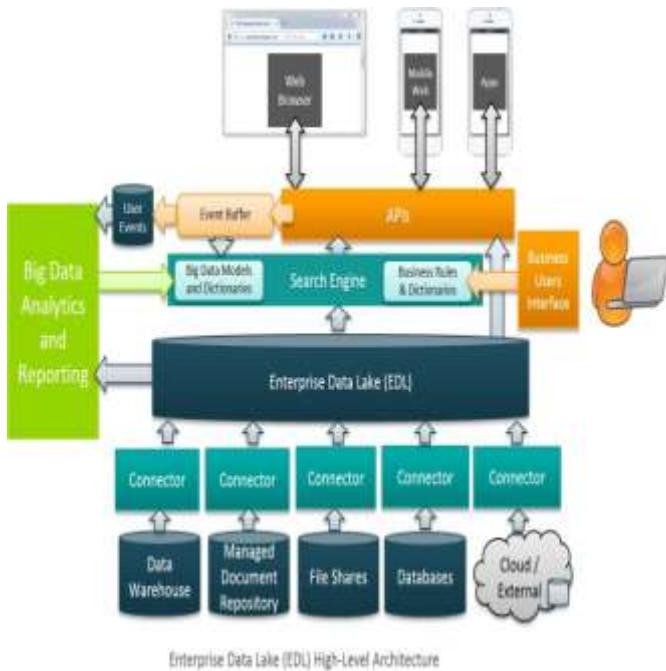 Web
Browser
Mobile
Web
Apps
User
Events
Event Buffer
APIs
Big Data
Analytics
and
Reporting
Big Data Models
and Dictionaries
Search Engine
Business Rules
& Dictionaries
Business
Users
Interface
Enterprise Data Lake (EDL)
Connector
Connector
Connector
Connector
Connector
Data
Warehouse
Managed
Document
Repository
File Shares
Databases
Cloud /
External
Enterprise Data Lake (EDL) High-Level Architecture